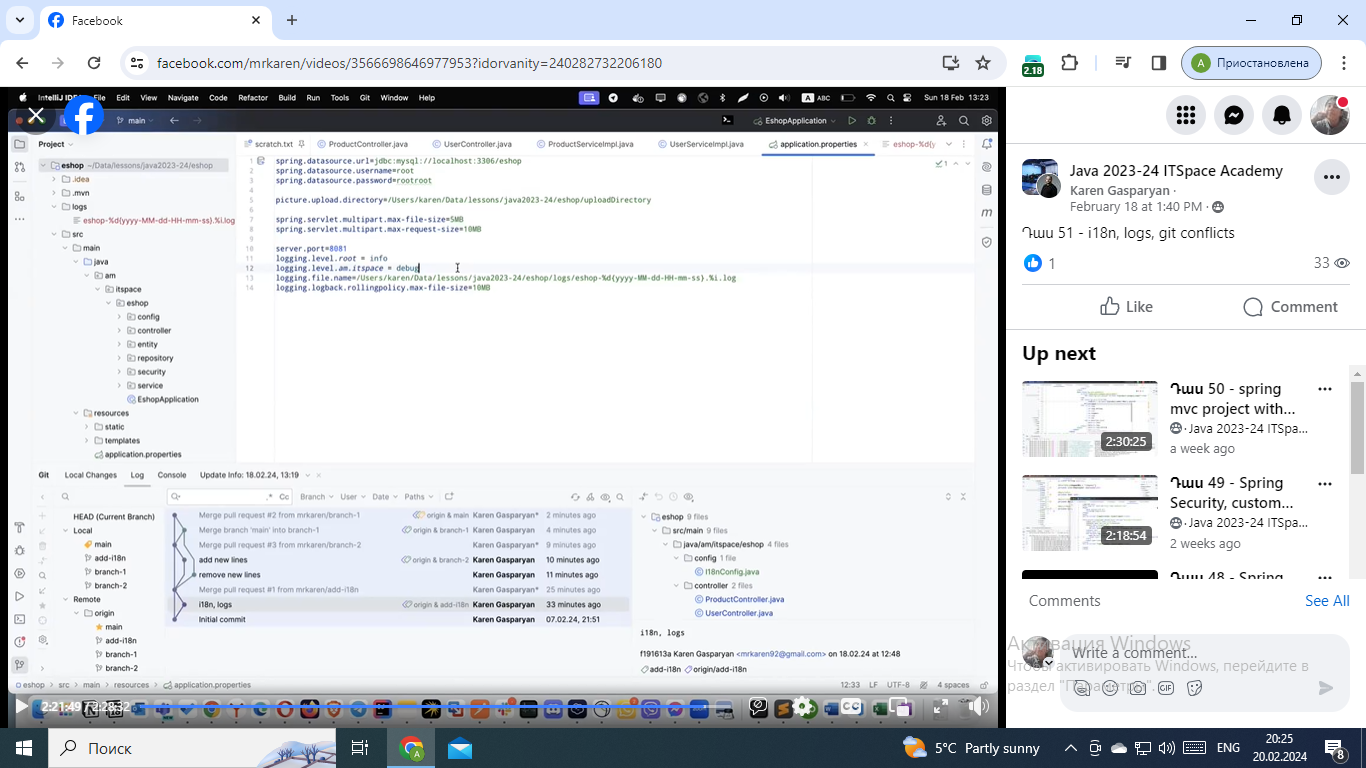 Facebook
facebook.com/mrkaren/videos/3566698646977953?idorvanity=240282732206180
2.18
A
Приостановлена
IntelliJ IDEA File Edit View Navigate Code Refactor Build Run Tools Git Window Help
A ABC
Sun 18 Feb 13:23
main
EshopApplication
Project
scratch.txt
ProductController.java
UserController.java
ProductServiceImpl.java
UserServiceImpl.java
application.properties
eshop-%d{y
eshop ~/Data/lessons/java2023-24/eshop
.idea
.mvn
logs
eshop-%d{yyyy-MM-dd-HH-mm-ss}.%i.log
src
main
java
am
itspace
eshop
config
controller
entity
repository
security
service
EshopApplication
resources
static
templates
application.properties
1 spring.datasource.url=jdbc:mysql://localhost:3306/eshop
2 spring.datasource.username=root
3 spring.datasource.password=rootroot
4
5 picture.upload.directory=/Users/karen/Data/lessons/java2023-24/eshop/uploadDirectory
6
7 spring.servlet.multipart.max-file-size=5MB
8 spring.servlet.multipart.max-request-size=10MB
9
10 server.port=8081
11 logging.level.root = info
12 logging.level.am.itspace = debug
13 logging.file.name=/Users/karen/Data/lessons/java2023-24/eshop/logs/eshop-%d{yyyy-MM-dd-HH-mm-ss}.%i.log
14 logging.logback.rollingpolicy.max-file-size=10MB
1
Git Local Changes Log Console Update Info: 18.02.24, 13:19
.* Cc Branch User Date Paths
HEAD (Current Branch)
Local
main
add-i18n
branch-1
branch-2
Remote
origin
main
add-i18n
branch-1
branch-2
Merge pull request #2 from mrkaren/branch-1 origin & main Karen Gasparyan* 2 minutes ago
Merge branch 'main' into branch-1 origin & branch-1 Karen Gasparyan 4 minutes ago
Merge pull request #3 from mrkaren/branch-2 Karen Gasparyan* 9 minutes ago
add new lines origin & branch-2 Karen Gasparyan 10 minutes ago
remove new lines Karen Gasparyan 11 minutes ago
Merge pull request #1 from mrkaren/add-i18n Karen Gasparyan* 25 minutes ago
i18n, logs origin & add-i18n Karen Gasparyan 33 minutes ago
Initial commit Karen Gasparyan 07.02.24, 21:51
eshop 9 files
src/main 9 files
java/am/itspace/eshop 4 files
config 1 file
I18nConfig.java
controller 2 files
ProductController.java
UserController.java
i18n, logs
f191613a Karen Gasparyan <mrkaren92@gmail.com> on 18.02.24 at 12:48
add-i18n origin/add-i18n
eshop > src > main > resources > application.properties
12:33 LF UTF-8 4 spaces
2:21:49 / 2:28:32
CC
Java 2023-24 ITSpace Academy
Karen Gasparyan ·
February 18 at 1:40 PM ·
Դաս 51 - i18n, logs, git conflicts
1
33
Like
Comment
Up next
Դաս 50 - spring
mvc project with...
· Java 2023-24 ITSpa...
a week ago
2:30:25
Դաս 49 - Spring
Security, custom...
· Java 2023-24 ITSpa...
2 weeks ago
2:18:54
Դաս 48 - Spring
Comments
See All
Write a comment...
GIF
Активация Windows
Чтобы активировать Windows, перейдите в
раздел "Параметры".
Поиск
5°C Partly sunny
ENG
20:25
20.02.2024
8